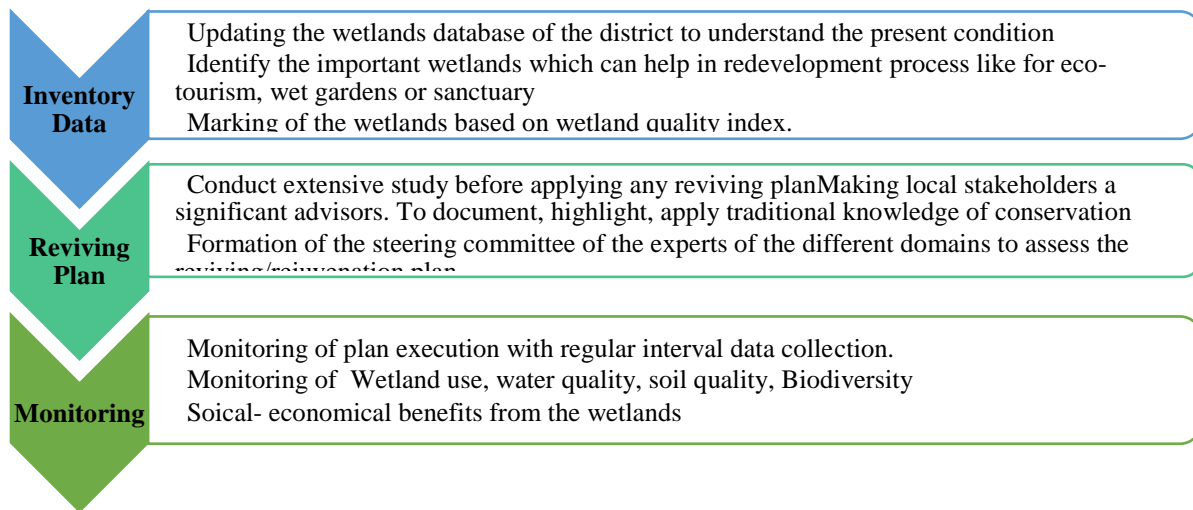 Inventory
Data
Updating the wetlands database of the district to understand the present condition
Identify the important wetlands which can help in redevelopment process like for eco-
tourism, wet gardens or sanctuary
Marking of the wetlands based on wetland quality index.
Reviving
Plan
Conduct extensive study before applying any reviving planMaking local stakeholders a
significant advisors. To document, highlight, apply traditional knowledge of conservation
Formation of the steering committee of the experts of the different domains to assess the
reviving/rejuvenation plan
Monitoring
Monitoring of plan execution with regular interval data collection.
Monitoring of Wetland use, water quality, soil quality, Biodiversity
Soical- economical benefits from the wetlands